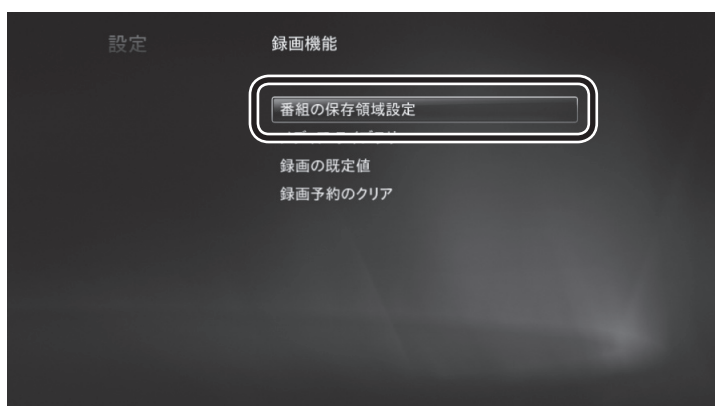 設定
録画機能
番組の保存領域設定
録画の既定値
録画予約のクリア